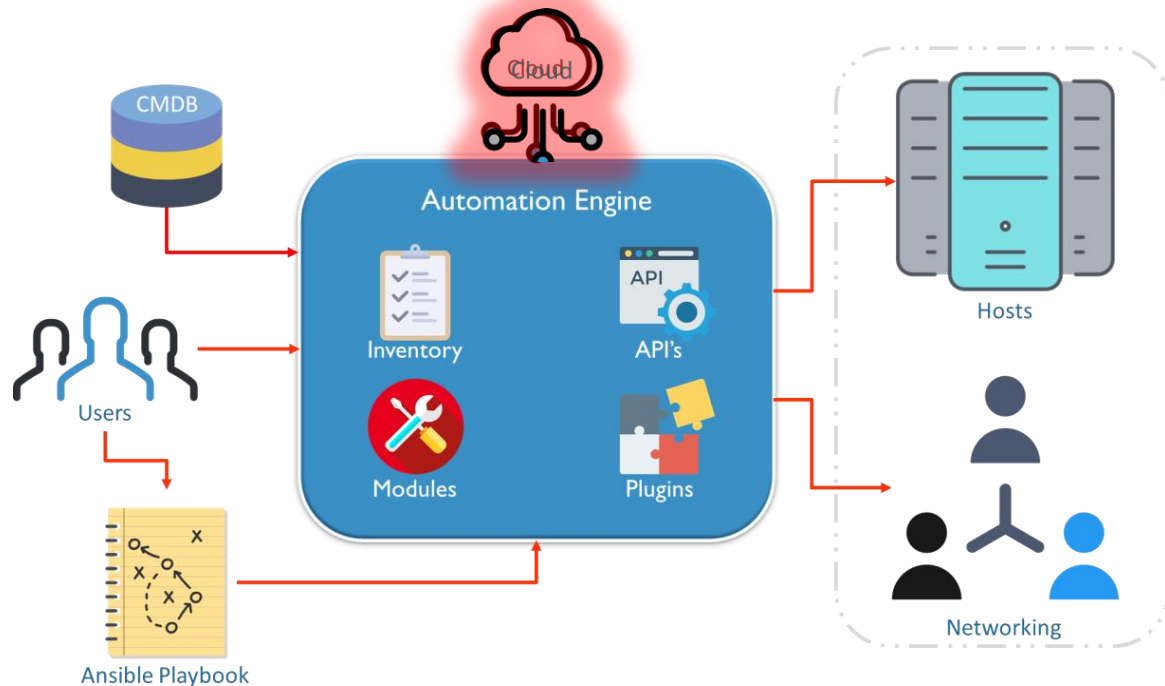 Cloud
CMDB
Automation Engine
API
Inventory
API's
Modules
Plugins
Users
Ansible Playbook
Hosts
Networking